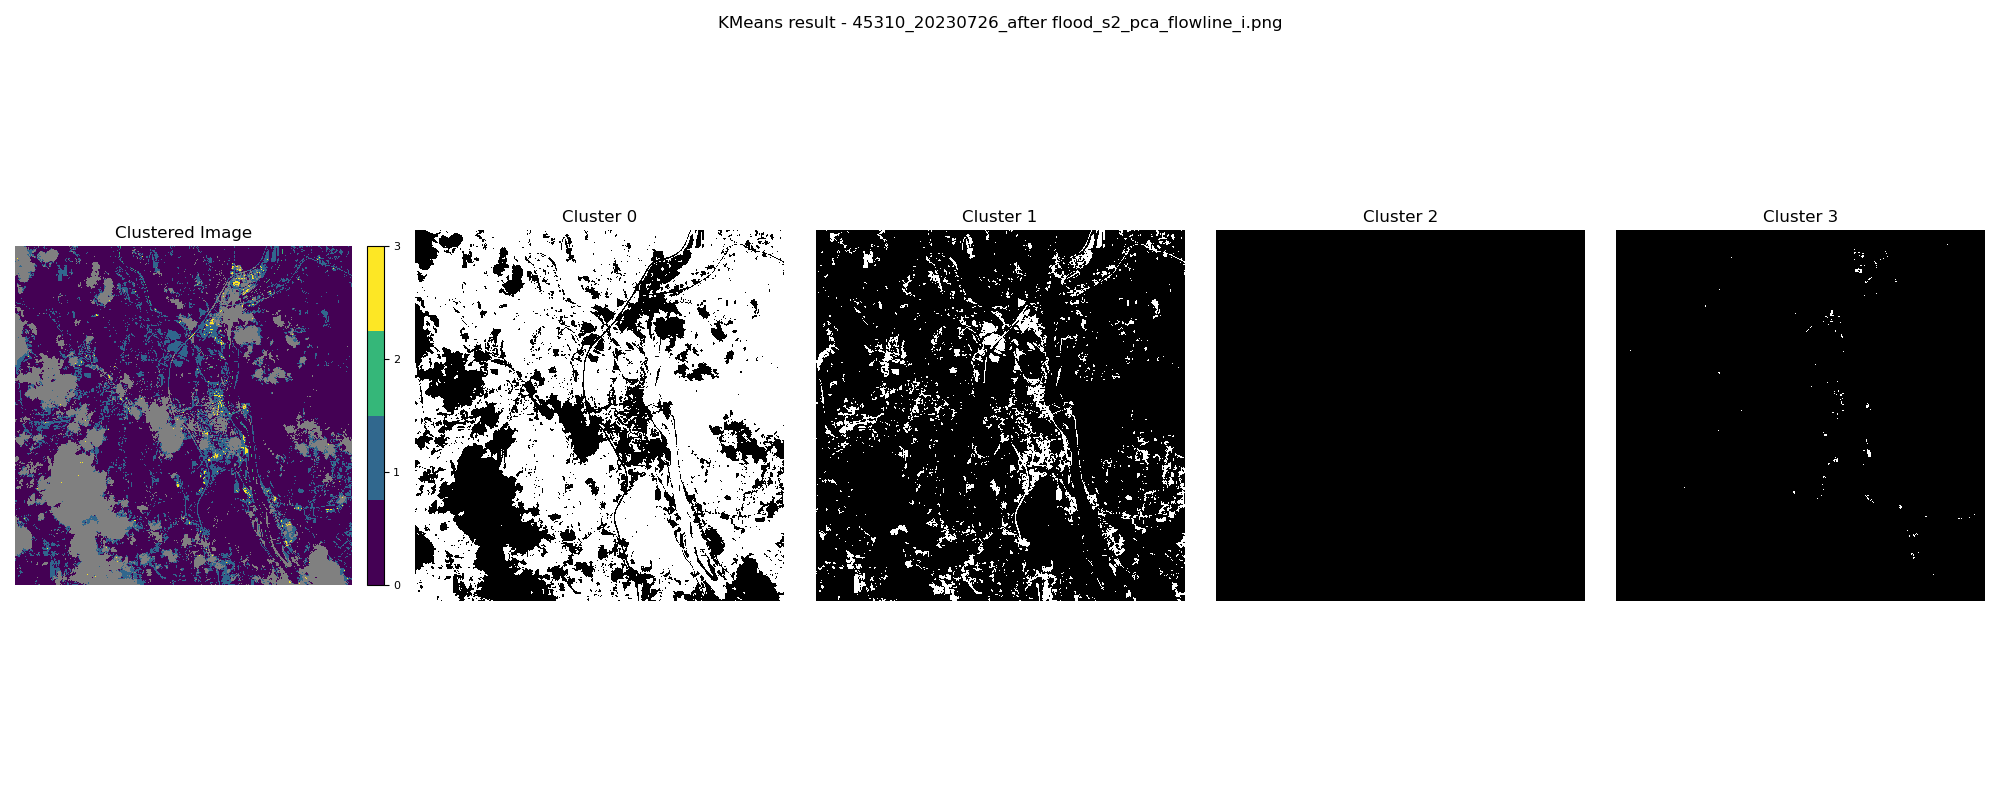 KMeans result - 45310_20230726_after flood_s2_pca_flowline_i.png
Clustered Image
Cluster 0
Cluster 1
Cluster 2
Cluster 3
3
2
1
0